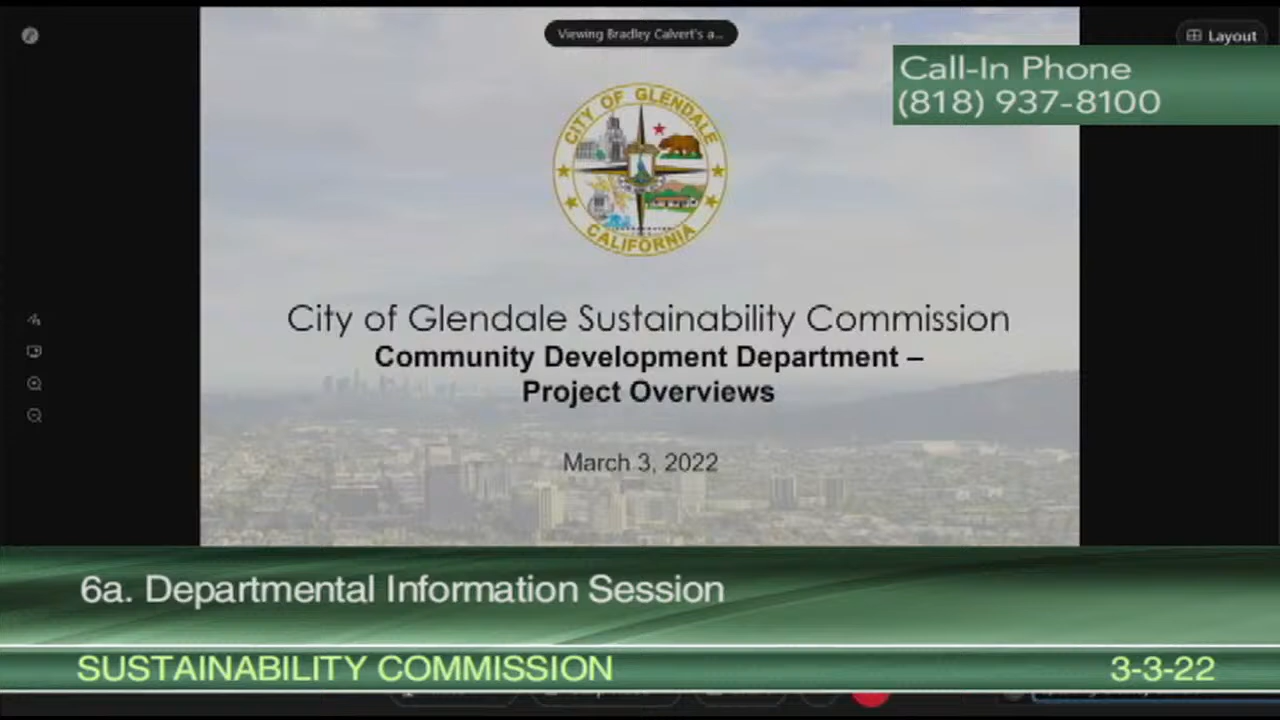 Viewing Bradley Calvert's a...
Layout
Call-In Phone
(818) 937-8100
CITY OF GLENDALE
CALIFORNIA
City of Glendale Sustainability Commission
Community Development Department –
Project Overviews
March 3, 2022
6a. Departmental Information Session
SUSTAINABILITY COMMISSION
3-3-22